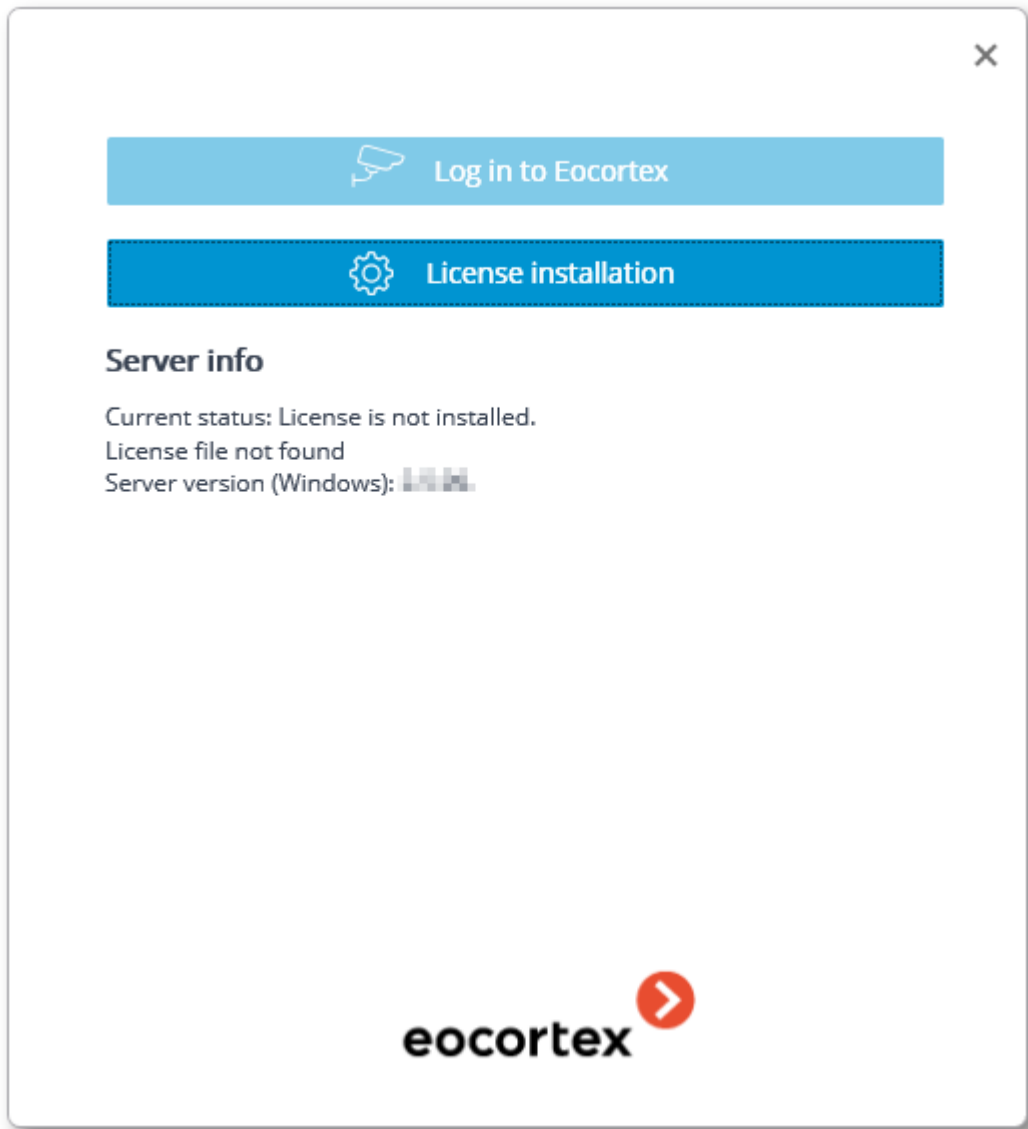 Log in to Eocortex
License installation
Server info
Current status: License is not installed.
License file not found
Server version (Windows):
eocortex